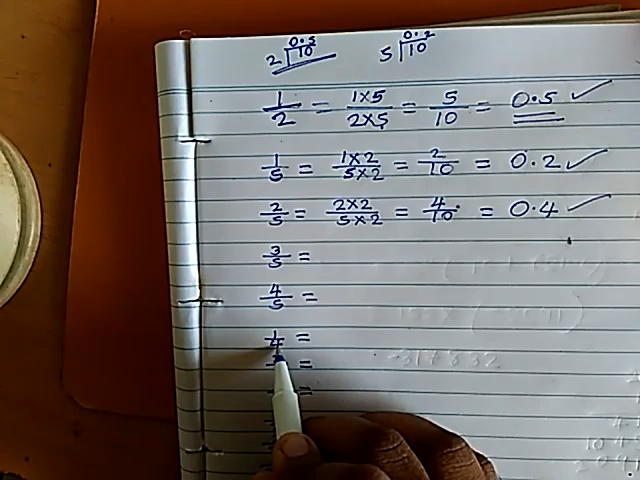 2 0.5 10 5 0.2 10
1/2 = 1×5/2×5 = 5/10 = 0.5 ✓
1/5 = 1×2/5×2 = 2/10 = 0.2 ✓
2/5 = 2×2/5×2 = 4/10 = 0.4 ✓
3/5 =
4/5 =
1/4 =
=
=